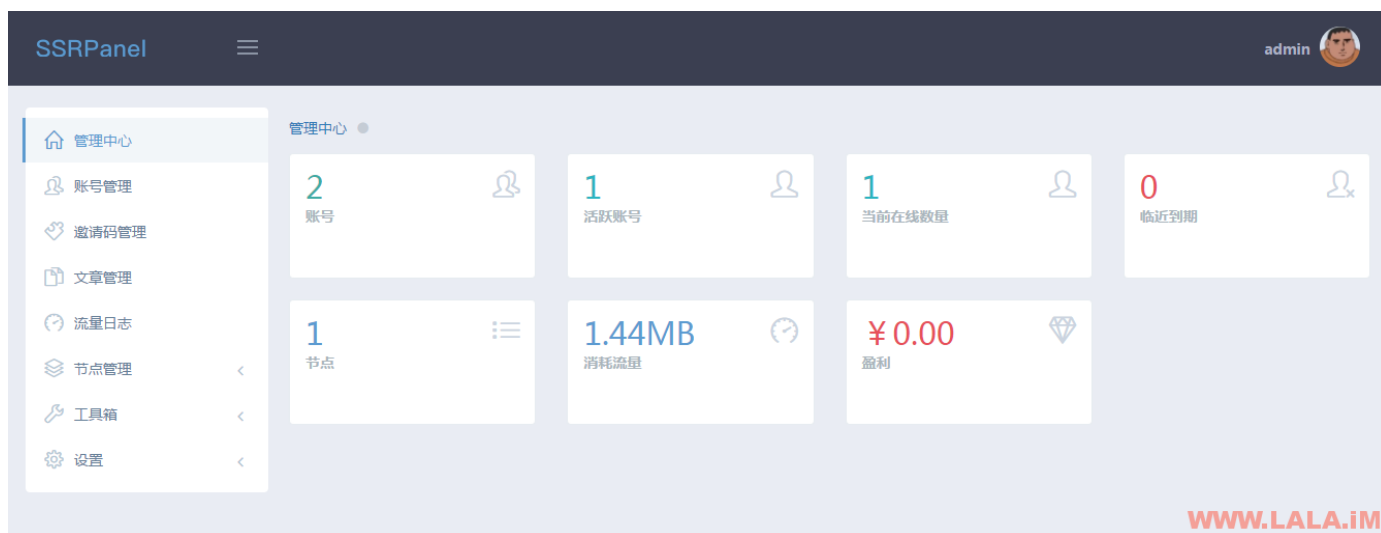 SSRPanel
admin
管理中心
账号管理
邀请码管理
文章管理
流量日志
节点管理
工具箱
设置
管理中心
2
账号
1
活跃账号
1
当前在线数量
0
临近到期
1
节点
1.44MB
消耗流量
￥0.00
盈利
WWW.LALA.iM